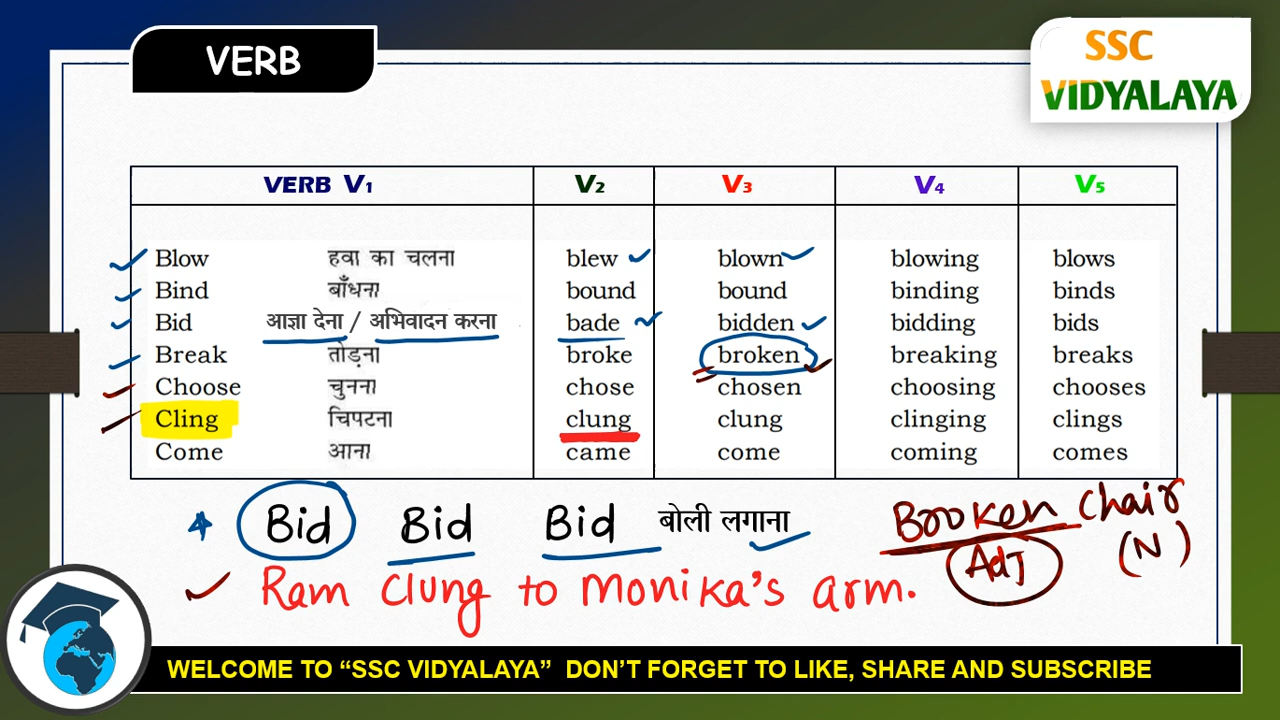 VERB
SSC
VIDYALAYA
VERB V1 V2 V3 V4 V5
Blow हवा का चलना blew blown blowing blows
Bind बाँधना bound bound binding binds
Bid आज्ञा देना / अभिवादन करना bade bidden bidding bids
Break तोड़ना broke broken breaking breaks
Choose चुनना chose chosen choosing chooses
Cling चिपटना clung clung clinging clings
Come आना came come coming comes
Bid Bid Bid बोली लगाना
Broken Chair
Adj (N)
Ram Clung to Monika's arm.
WELCOME TO “SSC VIDYALAYA” DON’T FORGET TO LIKE, SHARE AND SUBSCRIBE